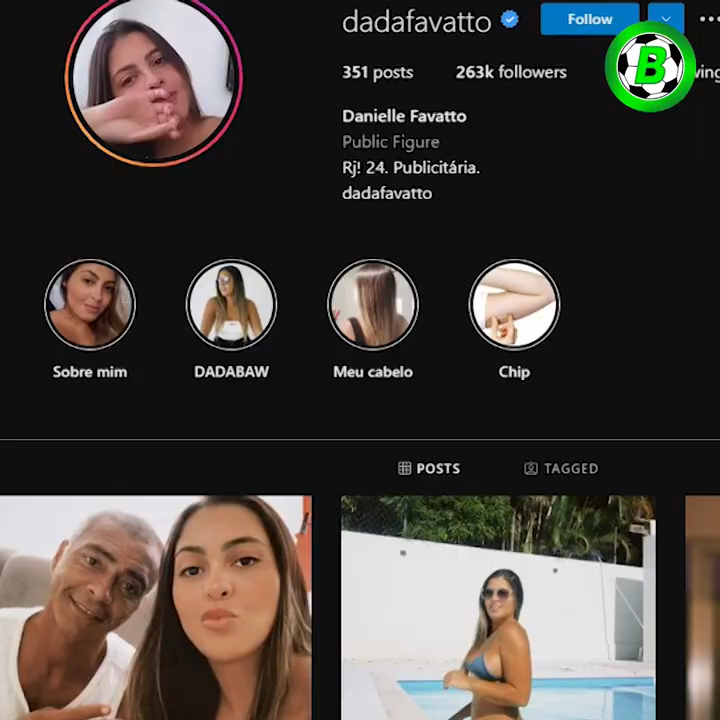 dadafavatto
Follow
351 posts
263k followers
B
Danielle Favatto
Public Figure
Rj! 24. Publicitária.
dadafavatto
Sobre mim
DADABAW
Meu cabelo
Chip
POSTS
TAGGED